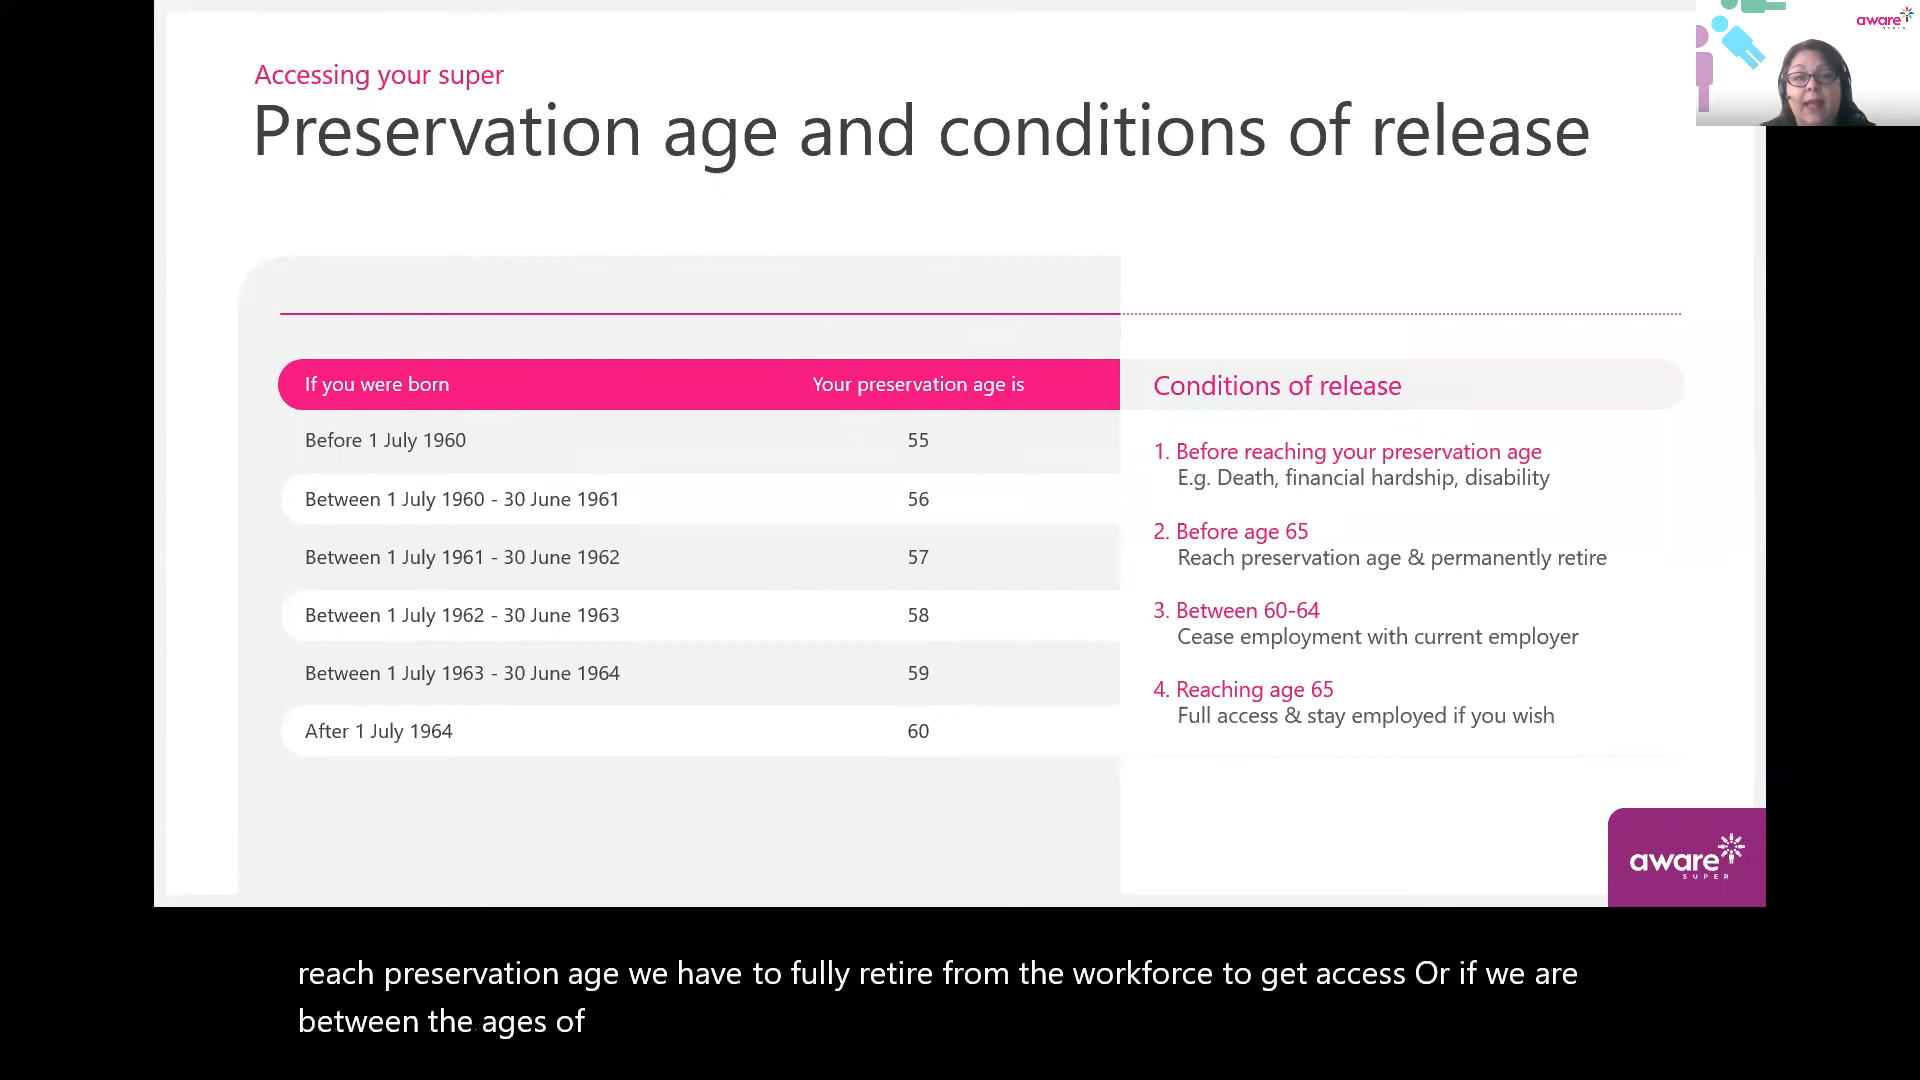 aware
SUPER
Accessing your super
Preservation age and conditions of release
If you were born Your preservation age is
Before 1 July 1960 55
Between 1 July 1960 - 30 June 1961 56
Between 1 July 1961 - 30 June 1962 57
Between 1 July 1962 - 30 June 1963 58
Between 1 July 1963 - 30 June 1964 59
After 1 July 1964 60
Conditions of release
1. Before reaching your preservation age
E.g. Death, financial hardship, disability
2. Before age 65
Reach preservation age & permanently retire
3. Between 60-64
Cease employment with current employer
4. Reaching age 65
Full access & stay employed if you wish
aware
SUPER
reach preservation age we have to fully retire from the workforce to get access Or if we are
between the ages of